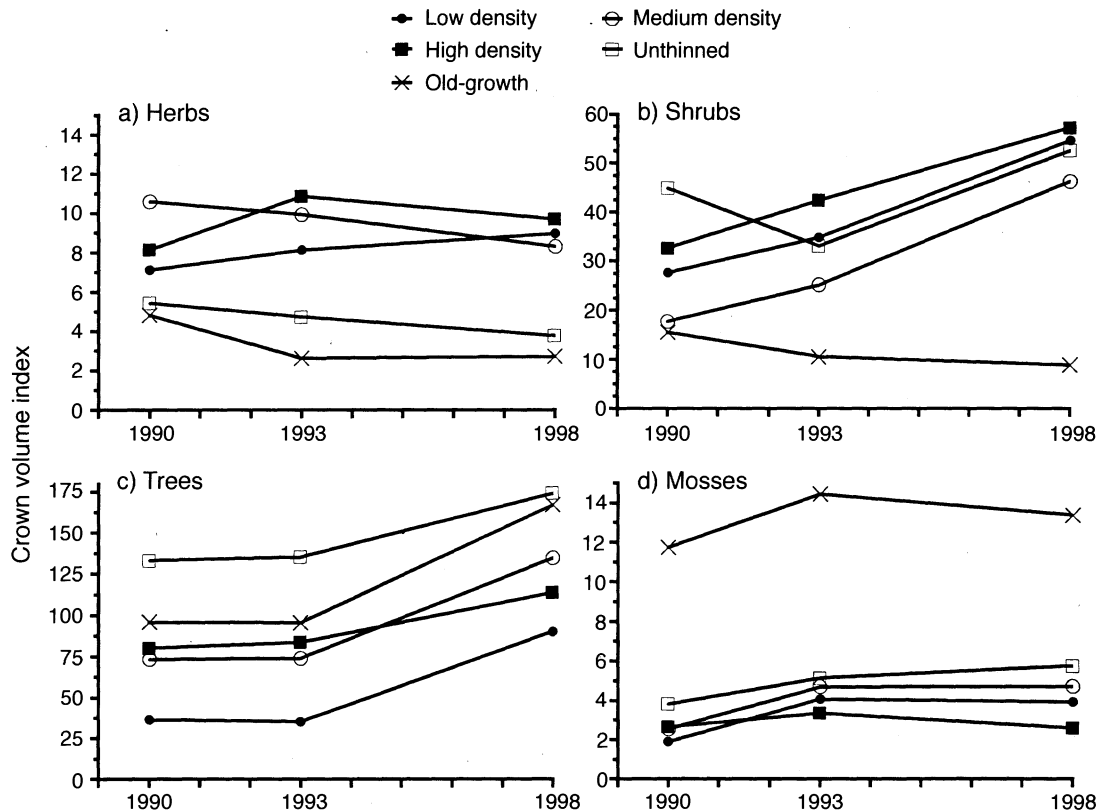 Low density Medium density
High density Unthinned
Old-growth
Crown volume index
a) Herbs
14
12
10
8
6
4
2
0
1990 1993 1998
b) Shrubs
60
50
40
30
20
10
0
1990 1993 1998
c) Trees
175
150
125
100
75
50
25
0
1990 1993 1998
d) Mosses
14
12
10
8
6
4
2
0
1990 1993 1998